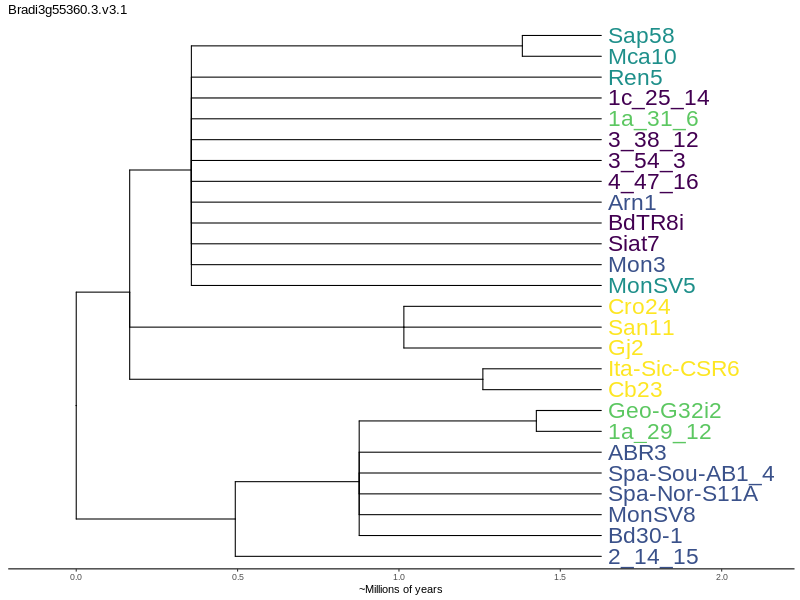 Bradi3g55360.3.v3.1
Sap58
Mca10
Ren5
1c_25_14
1a_31_6
3_38_12
3_54_3
4_47_16
Arn1
BdTR8i
Siat7
Mon3
MonSV5
Cro24
San11
Gj2
Ita-Sic-CSR6
Cb23
Geo-G32i2
1a_29_12
ABR3
Spa-Sou-AB1_4
Spa-Nor-S11A
MonSV8
Bd30-1
2_14_15
0.0 0.5 1.0 1.5 2.0
~Millions of years